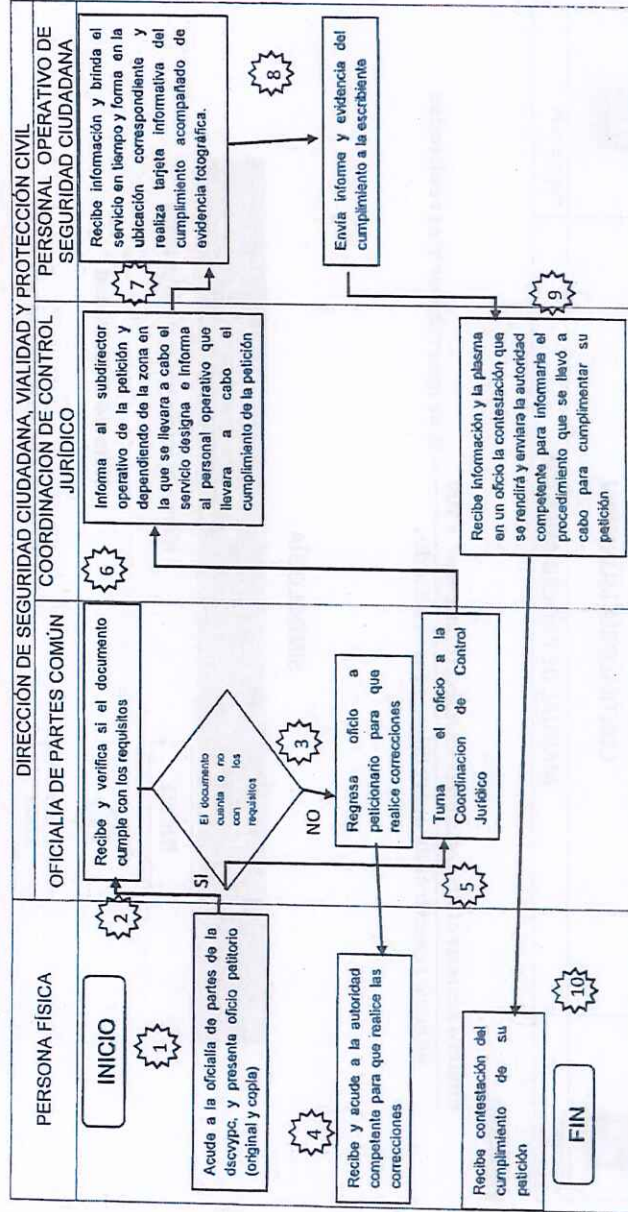 DIRECCIÓN DE SEGURIDAD CIUDADANA, VIALIDAD Y PROTECCIÓN CIVIL
PERSONA FÍSICA
OFICIALÍA DE PARTES COMÚN
COORDINACION DE CONTROL
JURÍDICO
PERSONAL OPERATIVO DE
SEGURIDAD CIUDADANA
INICIO
1
Acude a la oficialía de partes de la
dscvypc, y presente oficio petitorio
(original y copia)
2
Recibe y verifica si el documento
cumple con los requisitos
El documento
cuenta o no
con los
requisitos
SI
NO
3
Regresa oficio a
peticionario para que
realice correcciones
4
Recibe y acude a la autoridad
competente para que realice las
correcciones
5
Turna el oficio a la
Coordinacion de Control
Jurídico
6
Informa al subdirector
operativo de la petición y
dependiendo de la zona en
la que se llevara a cabo el
servicio designa e informa
al personal operativo que
llevara a cabo el
cumplimiento de la petición
7
Recibe información y brinda el
servicio en tiempo y forma en la
ubicación correspondiente y
realiza tarjeta informativa del
cumplimiento acompañado de
evidencia fotográfica.
8
Envía informe y evidencia del
cumplimiento a la escribiente
9
Recibe información y la plasma
en un oficio la contestación que
se rendirá y enviara la autoridad
competente para informarle el
procedimiento que se llevó a
cabo para cumplimentar su
petición
Recibe contestación del
cumplimiento de su
petición
10
FIN